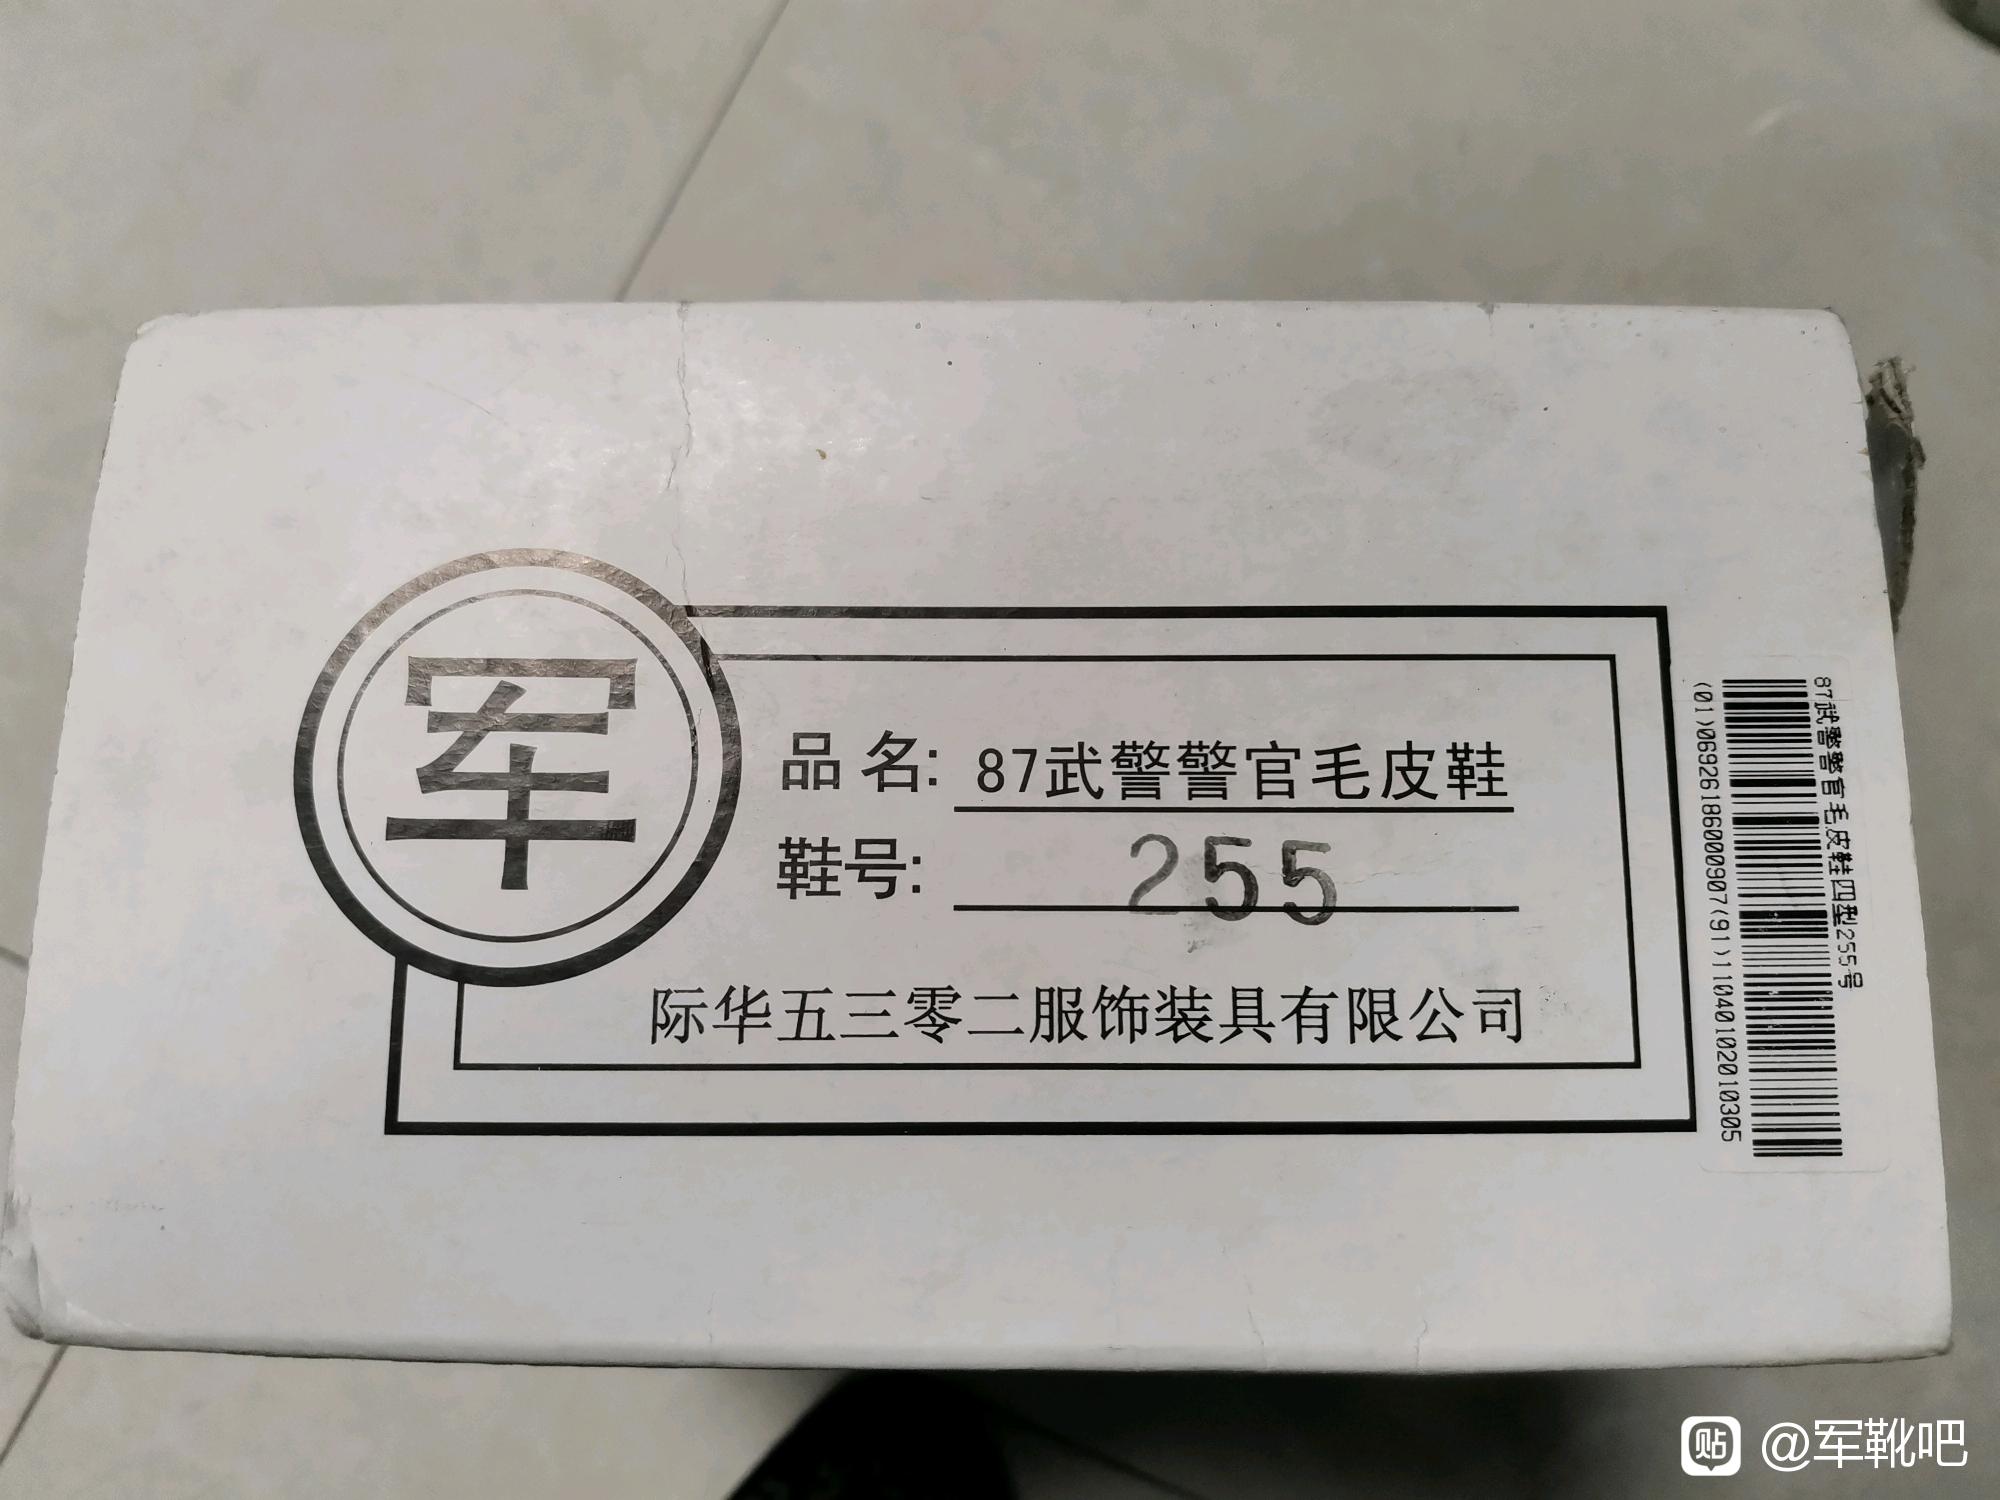 军
品名: 87武警警官毛皮鞋
鞋号: 255
际华五三零二服饰装具有限公司
87武警警官毛皮鞋四型255号
(01)06926186000907(91)11040102010305
贴 @军靴吧